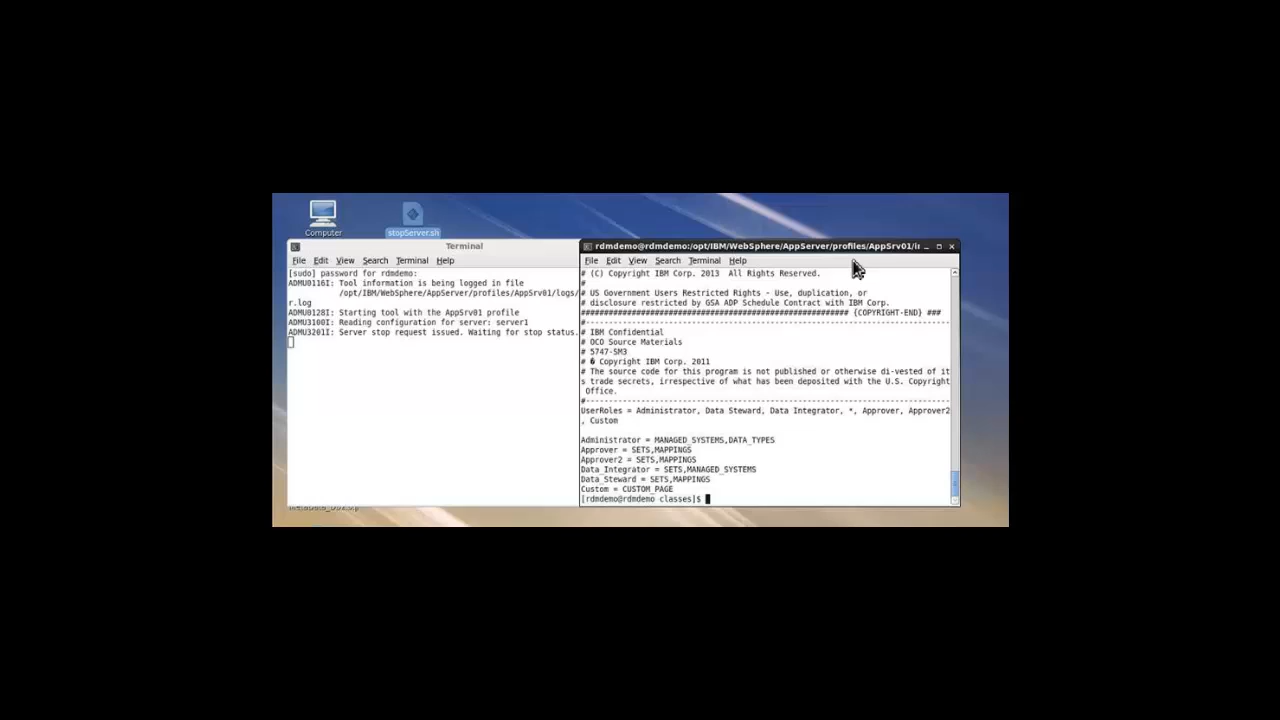 Computer
stopServer.sh
Terminal
File Edit View Search Terminal Help
[sudo] password for rdmdemo:
ADMU0116I: Tool information is being logged in file
/opt/IBM/WebSphere/AppServer/profiles/AppSrv01/logs/
r.log
ADMU0128I: Starting tool with the AppSrv01 profile
ADMU3100I: Reading configuration for server: server1
ADMU3201I: Server stop request issued. Waiting for stop status.
rdmdemo@rdmdemo:/opt/IBM/WebSphere/AppServer/profiles/AppSrv01/i
File Edit View Search Terminal Help
# (C) Copyright IBM Corp. 2013  All Rights Reserved.
#
# US Government Users Restricted Rights - Use, duplication, or
# disclosure restricted by GSA ADP Schedule Contract with IBM Corp.
########################################################## {COPYRIGHT-END} ###
#--------------------------------------------------------------------------------
# IBM Confidential
# OCO Source Materials
# 5747-SM3
# � Copyright IBM Corp. 2011
# The source code for this program is not published or otherwise di-vested of it
s trade secrets, irrespective of what has been deposited with the U.S. Copyright
Office.
#--------------------------------------------------------------------------------
UserRoles = Administrator, Data Steward, Data Integrator, *, Approver, Approver2
, Custom
Administrator = MANAGED_SYSTEMS,DATA_TYPES
Approver = SETS,MAPPINGS
Approver2 = SETS,MAPPINGS
Data_Integrator = SETS,MANAGED_SYSTEMS
Data_Steward = SETS,MAPPINGS
Custom = CUSTOM_PAGE
[rdmdemo@rdmdemo classes]$